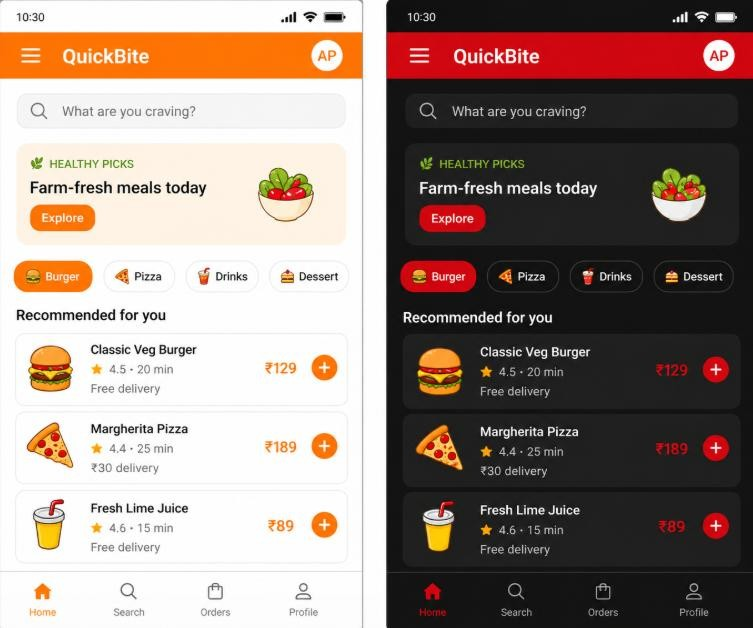 10:30
QuickBite
AP
What are you craving?
HEALTHY PICKS
Farm-fresh meals today
Explore
Burger Pizza Drinks Dessert
Recommended for you
Classic Veg Burger
4.5 • 20 min
Free delivery
₹129
Margherita Pizza
4.4 • 25 min
₹30 delivery
₹189
Fresh Lime Juice
4.6 • 15 min
Free delivery
₹89
Home Search Orders Profile
10:30
QuickBite
AP
What are you craving?
HEALTHY PICKS
Farm-fresh meals today
Explore
Burger Pizza Drinks Dessert
Recommended for you
Classic Veg Burger
4.5 • 20 min
Free delivery
₹129
Margherita Pizza
4.4 • 25 min
₹30 delivery
₹189
Fresh Lime Juice
4.6 • 15 min
Free delivery
₹89
Home Search Orders Profile